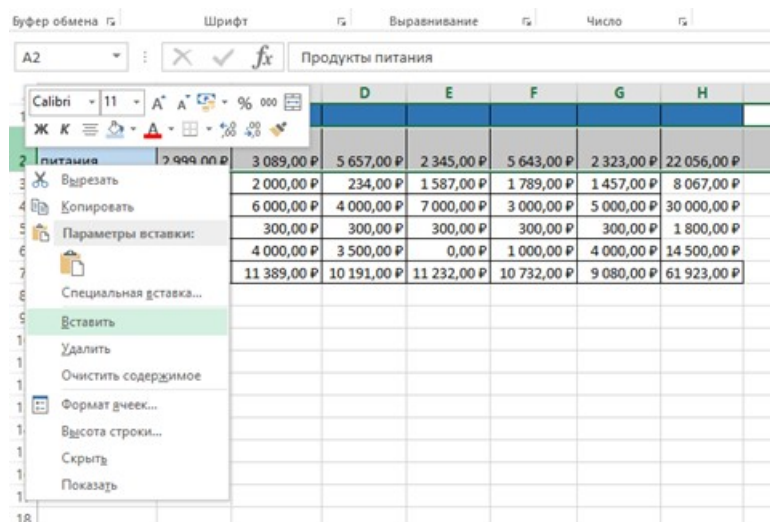 Буфер обмена Шрифт Выравнивание Число
A2 fx Продукты питания
Calibri 11 A A % 000
Ж К А ,00 ,00
D E F G H
2 питания 2 999,00 ₽ 3 089,00 ₽ 5 657,00 ₽ 2 345,00 ₽ 5 643,00 ₽ 2 323,00 ₽ 22 056,00 ₽
Вырезать 2 000,00 ₽ 234,00 ₽ 1 587,00 ₽ 1 789,00 ₽ 1 457,00 ₽ 8 067,00 ₽
Копировать 6 000,00 ₽ 4 000,00 ₽ 7 000,00 ₽ 3 000,00 ₽ 5 000,00 ₽ 30 000,00 ₽
Параметры вставки: 300,00 ₽ 300,00 ₽ 300,00 ₽ 300,00 ₽ 300,00 ₽ 1 800,00 ₽
4 000,00 ₽ 3 500,00 ₽ 0,00 ₽ 1 000,00 ₽ 4 000,00 ₽ 14 500,00 ₽
7 11 389,00 ₽ 10 191,00 ₽ 11 232,00 ₽ 10 732,00 ₽ 9 080,00 ₽ 61 923,00 ₽
Специальная вставка...
Вставить
Удалить
Очистить содержимое
Формат ячеек...
Высота строки...
Скрыть
Показать
18